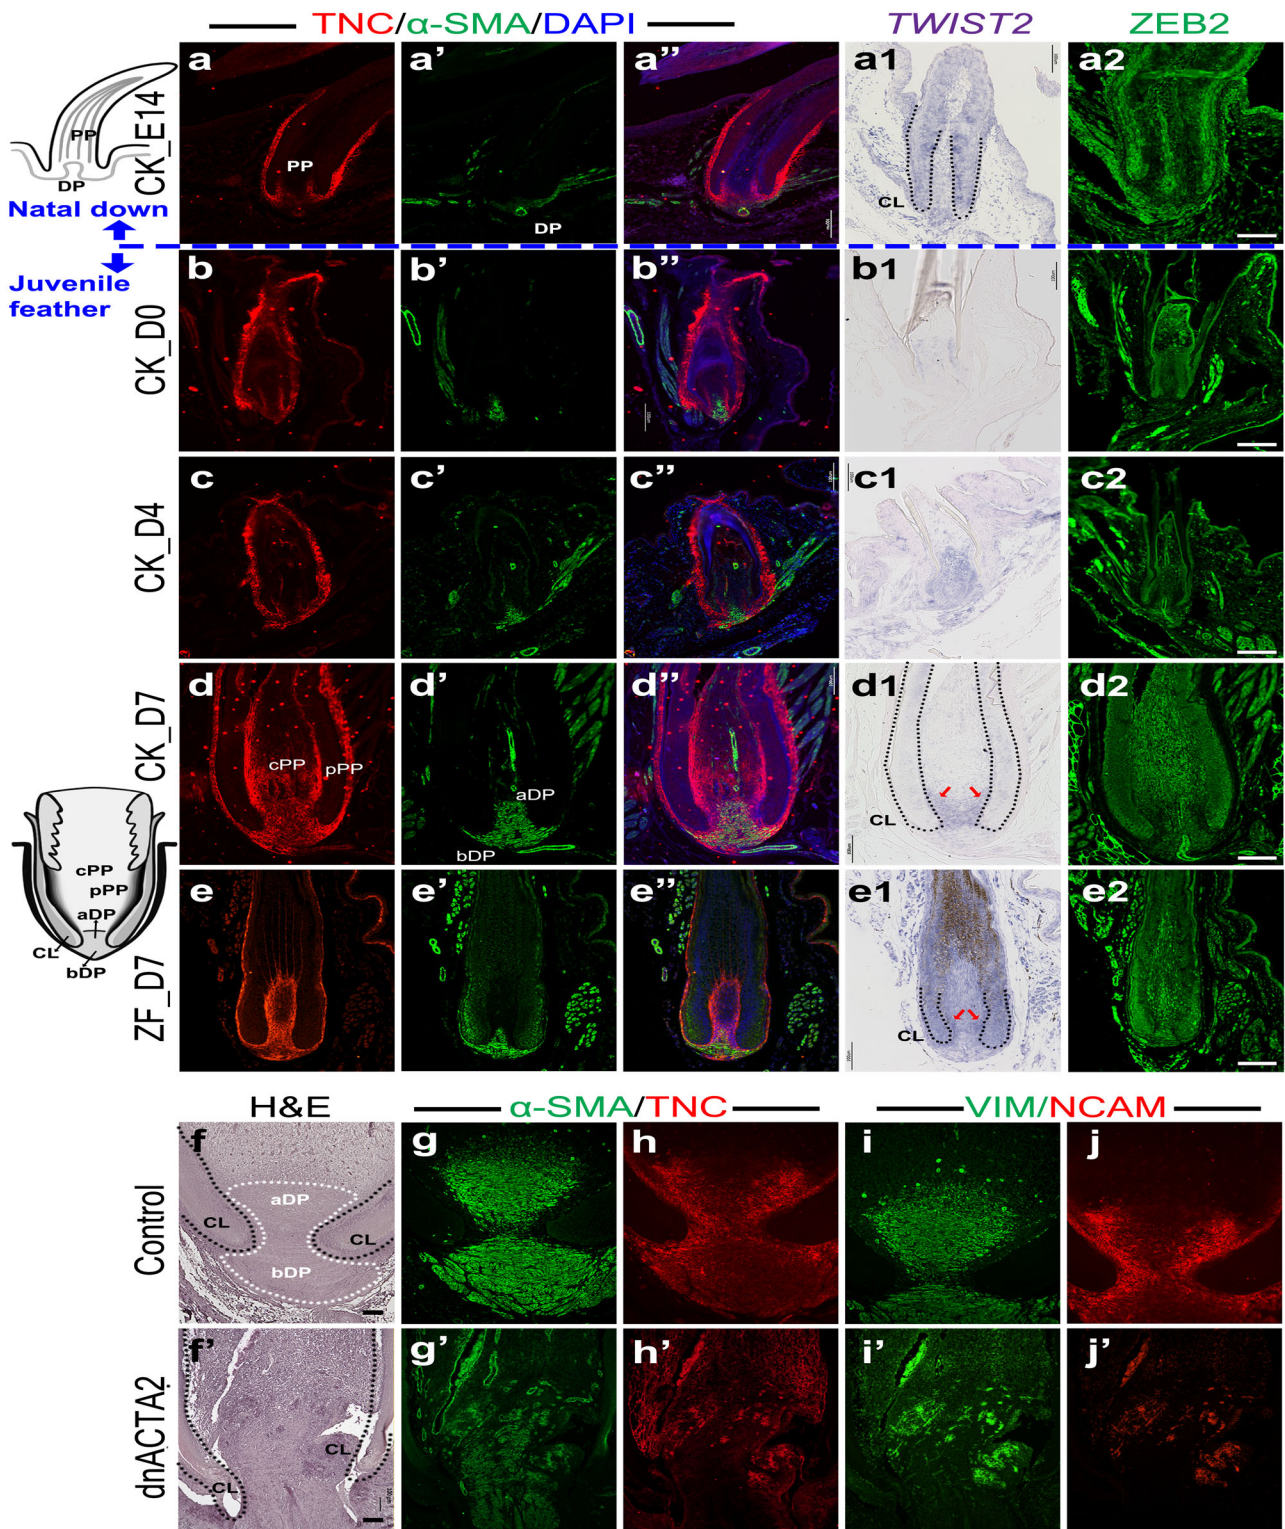 TNC/α-SMA/DAPI TWIST2 ZEB2
CK_E14 a a' a'' a1 a2
PP
DP
PP
DP
CL
Natal down
Juvenile
feather
CK_D0 b b' b'' b1 b2
CK_D4 c c' c'' c1 c2
CK_D7 d d' d'' d1 d2
cPP pPP
aDP
bDP
CL
cPP
pPP
aDP
CL
bDP
ZF_D7 e e' e'' e1 e2
CL
H&E α-SMA/TNC VIM/NCAM
Control f g h i j
aDP
CL CL
bDP
dnACTA2 f' g' h' i' j'
CL
CL